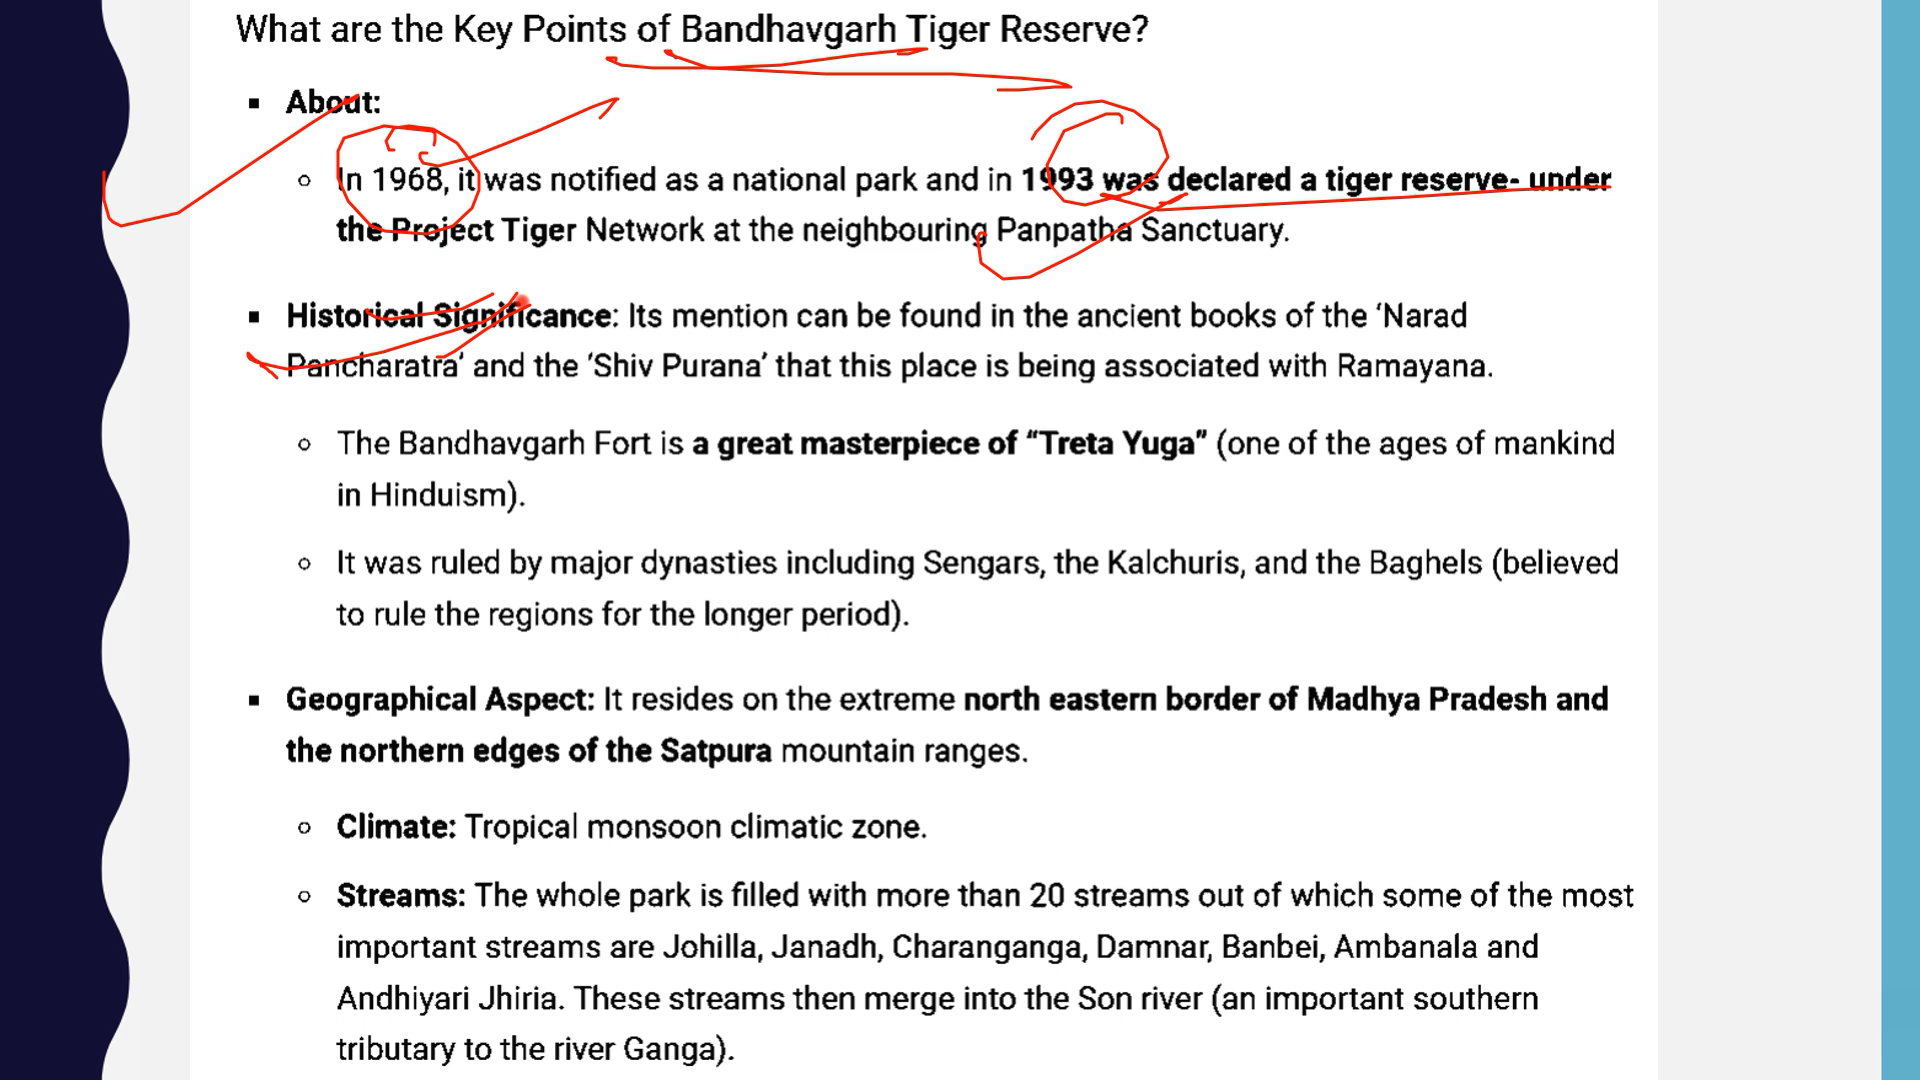 What are the Key Points of Bandhavgarh Tiger Reserve?
▪ About:
○ In 1968, it was notified as a national park and in 1993 was declared a tiger reserve- under
the Project Tiger Network at the neighbouring Panpatha Sanctuary.
▪ Historical Significance: Its mention can be found in the ancient books of the ‘Narad
Pancharatra’ and the ‘Shiv Purana’ that this place is being associated with Ramayana.
○ The Bandhavgarh Fort is a great masterpiece of “Treta Yuga” (one of the ages of mankind
in Hinduism).
○ It was ruled by major dynasties including Sengars, the Kalchuris, and the Baghels (believed
to rule the regions for the longer period).
▪ Geographical Aspect: It resides on the extreme north eastern border of Madhya Pradesh and
the northern edges of the Satpura mountain ranges.
○ Climate: Tropical monsoon climatic zone.
○ Streams: The whole park is filled with more than 20 streams out of which some of the most
important streams are Johilla, Janadh, Charanganga, Damnar, Banbei, Ambanala and
Andhiyari Jhiria. These streams then merge into the Son river (an important southern
tributary to the river Ganga).